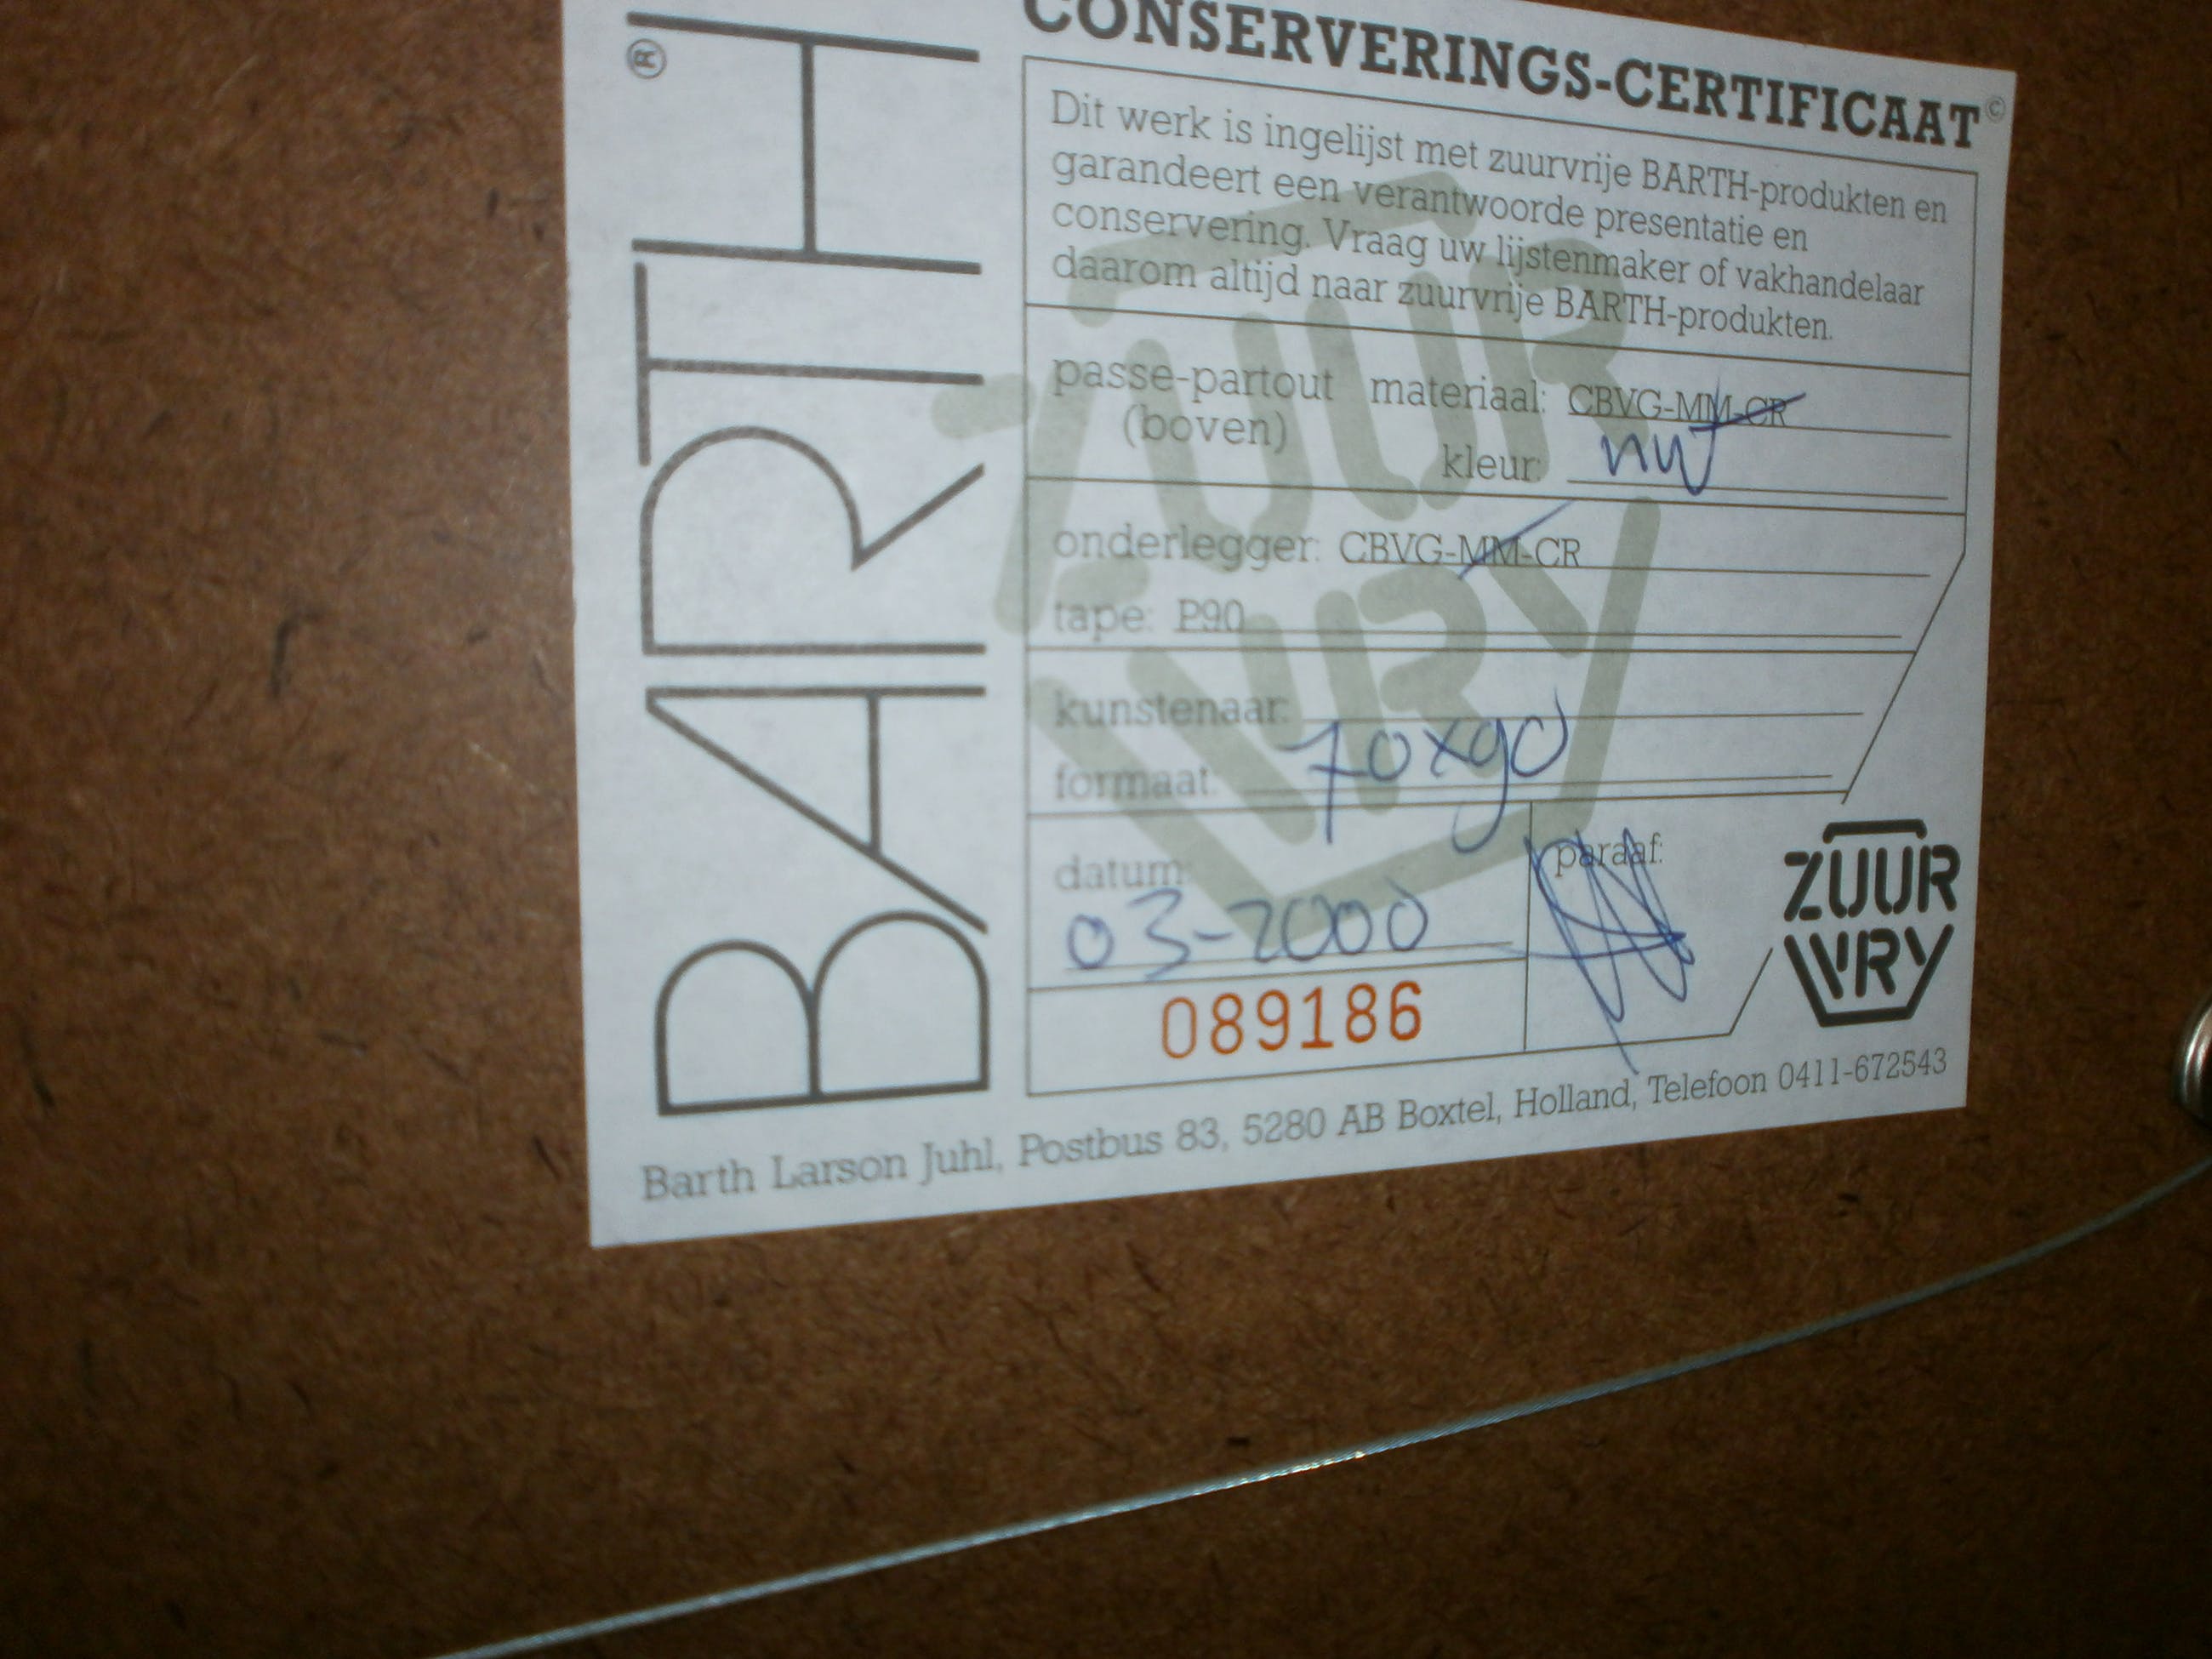 BARTH®
CONSERVERINGS-CERTIFICAAT©
Dit werk is ingelijst met zuurvrije BARTH-produkten en
garandeert een verantwoorde presentatie en
conservering. Vraag uw lijstenmaker of vakhandelaar
daarom altijd naar zuurvrije BARTH-produkten.
passe-partout materiaal: CBVG-MM-CR
(boven) kleur:
onderlegger: CBVG-MM-CR
tape: P90
kunstenaar:
formaat: 70x90
datum: paraaf:
03-2000
089186
ZUUR
VRY
ZUUR
VRY
Barth Larson Juhl, Postbus 83, 5280 AB Boxtel, Holland, Telefoon 0411-672543